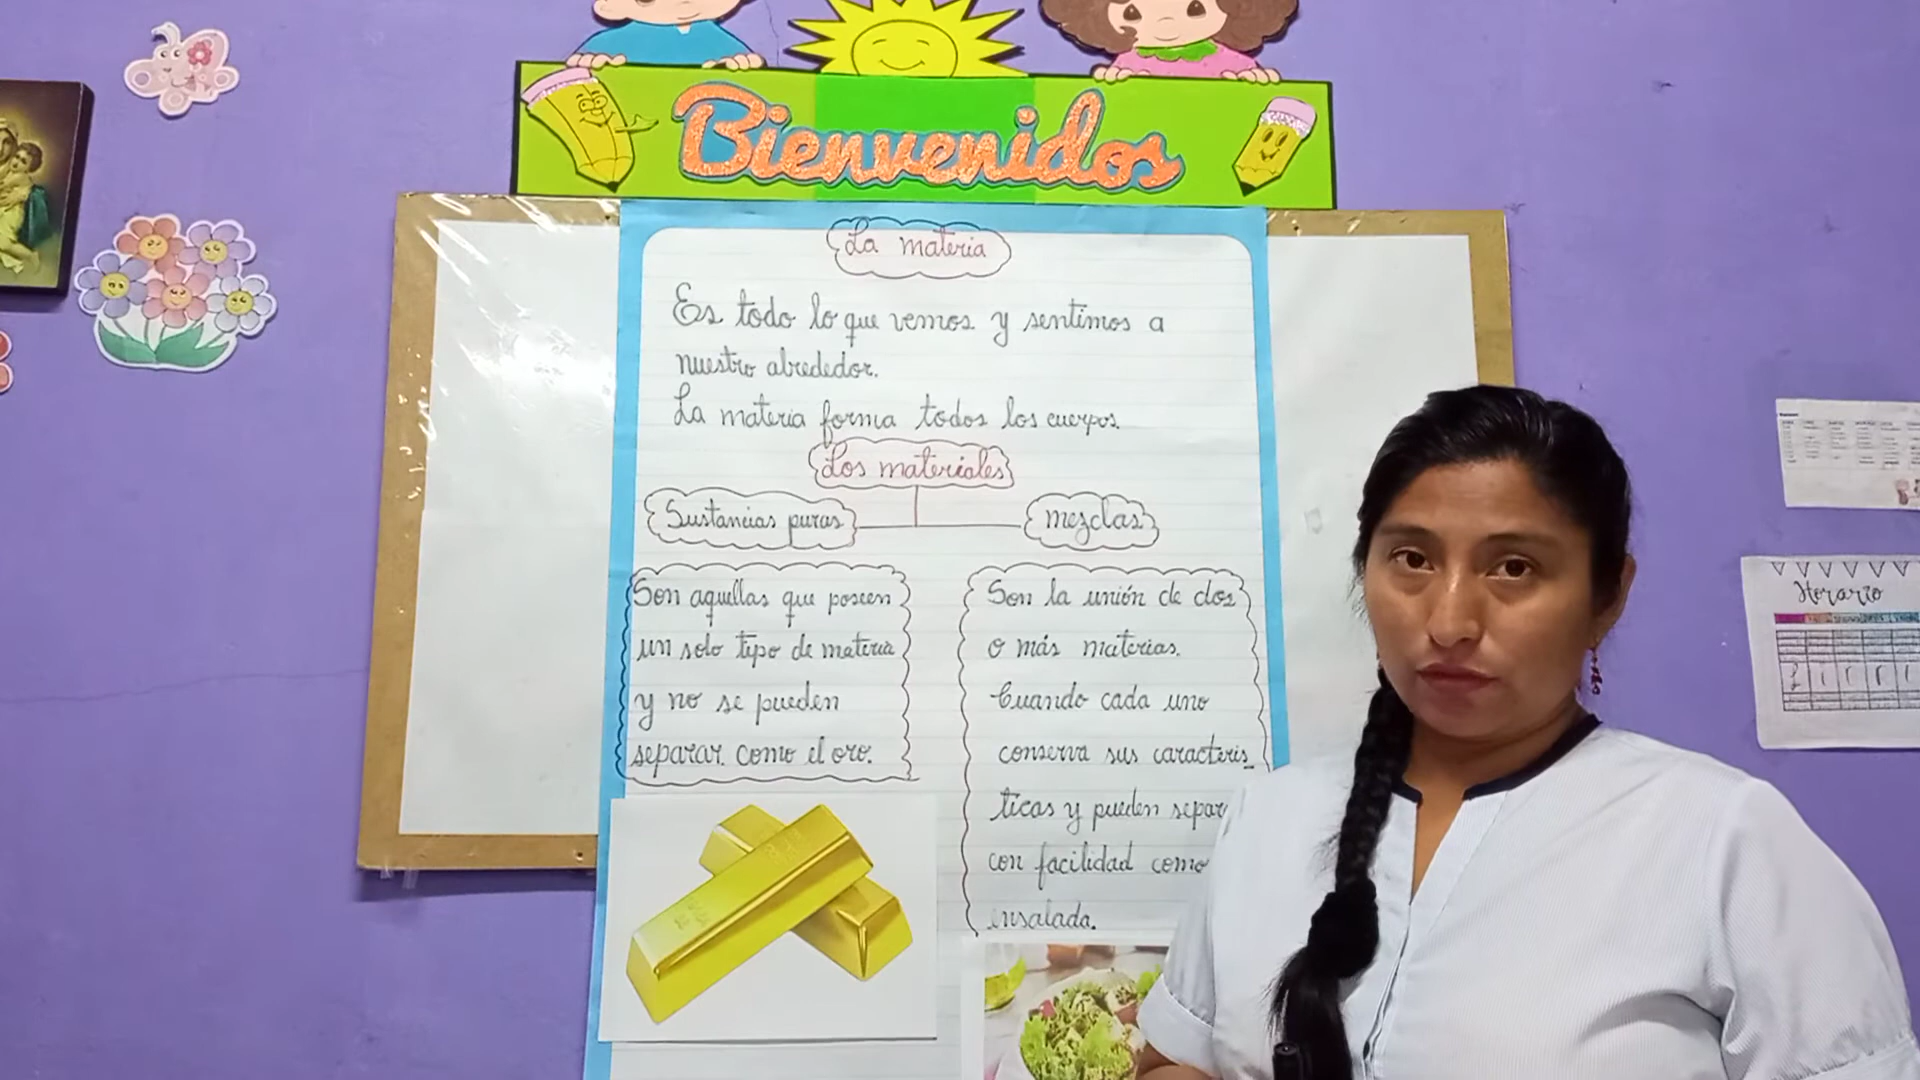 Bienvenidos
La materia
Es todo lo que vemos y sentimos a
nuestro alrededor.
La materia forma todos los cuerpos.
Los materiales
Sustancias puras
mezclas
Son aquellas que poseen
un solo tipo de materia
y no se pueden
separar. como el oro.
Son la unión de dos
o más materias.
Cuando cada uno
conserva sus caracterís_
ticas y pueden separ
con facilidad como
ensalada.
Horario